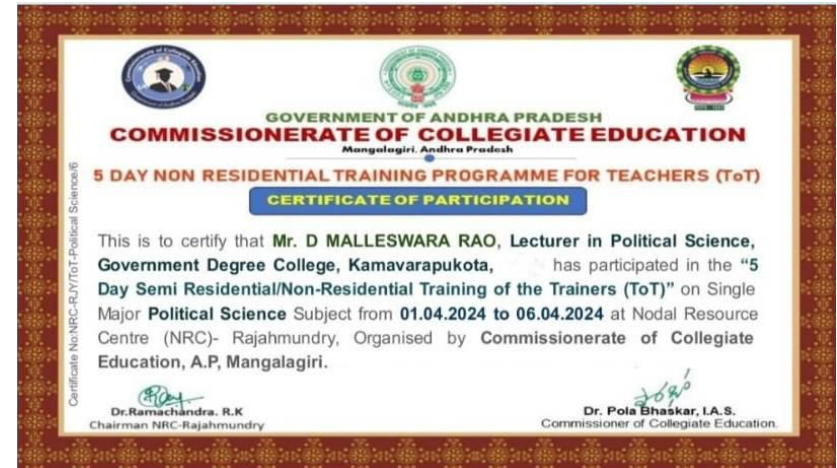 Commissionerate of Collegiate Education
GOVERNMENT OF ANDHRA PRADESH
COMMISSIONERATE OF COLLEGIATE EDUCATION
Mangalagiri. Andhra Pradesh
5 DAY NON RESIDENTIAL TRAINING PROGRAMME FOR TEACHERS (ToT)
CERTIFICATE OF PARTICIPATION
Certificate No:NRC-RJY/ToT-Political Science/6
This is to certify that Mr. D MALLESWARA RAO, Lecturer in Political Science,
Government Degree College, Kamavarapukota, has participated in the “5
Day Semi Residential/Non-Residential Training of the Trainers (ToT)” on Single
Major Political Science Subject from 01.04.2024 to 06.04.2024 at Nodal Resource
Centre (NRC)- Rajahmundry, Organised by Commissionerate of Collegiate
Education, A.P, Mangalagiri.
Dr.Ramachandra. R.K
Chairman NRC-Rajahmundry
Dr. Pola Bhaskar, I.A.S.
Commissioner of Collegiate Education.